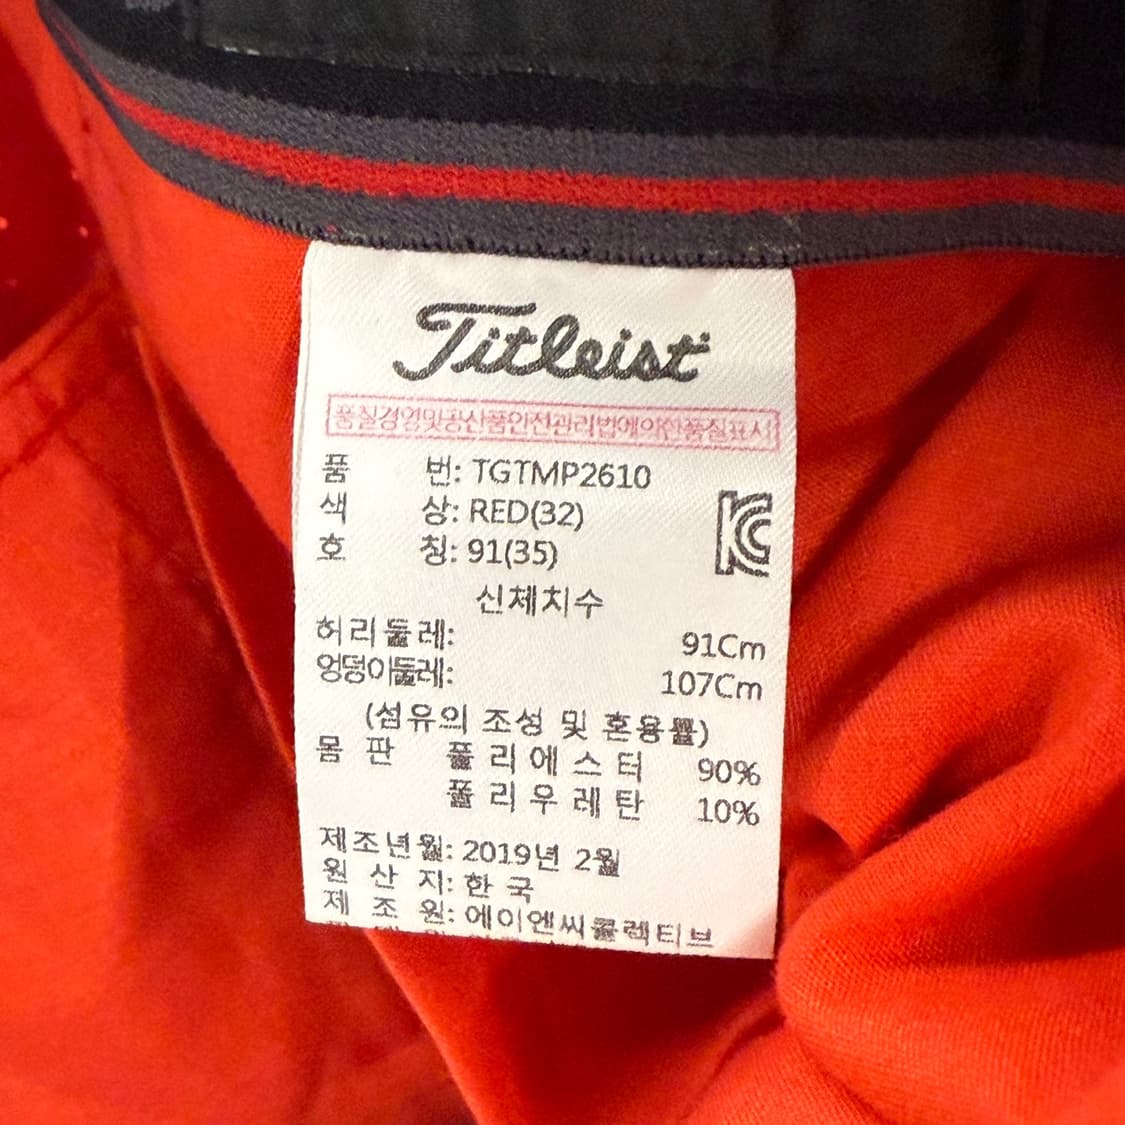 Titleist
품질경영및공산품안전관리법에의한품질표시
품 번: TGTMP2610
색 상: RED(32)
호 칭: 91(35)
신체치수
허리둘레: 91Cm
엉덩이둘레: 107Cm
(섬유의 조성 및 혼용률)
몸 판 폴 리 에 스 터 90%
폴 리 우 레 탄 10%
제조년월: 2019년 2월
원 산 지: 한 국
제 조 원: 에이엔씨콜렉티브